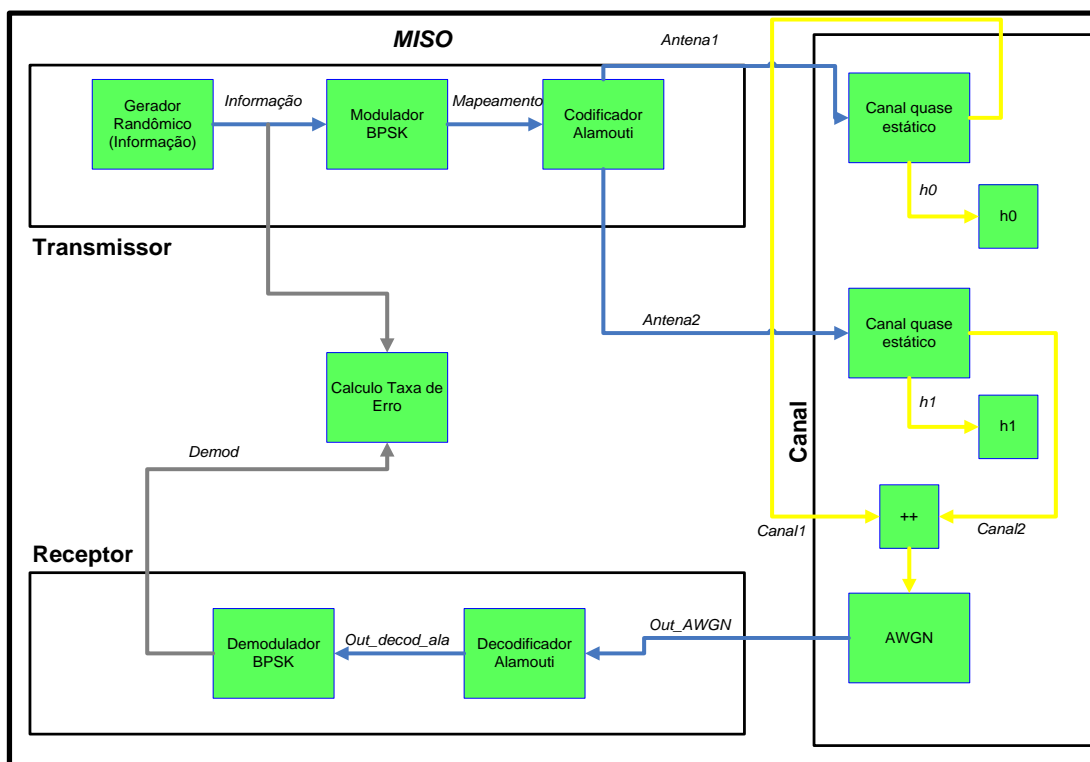 MISO
Antena1
Gerador
Randômico
(Informação)
Informação
Modulador
BPSK
Mapeamento
Codificador
Alamouti
Canal quase
estático
h0
h0
Transmissor
Antena2
Canal quase
estático
h1
h1
Calculo Taxa de
Erro
Canal
Demod
++
Canal1
Canal2
Receptor
Demodulador
BPSK
Out_decod_ala
Decodificador
Alamouti
Out_AWGN
AWGN